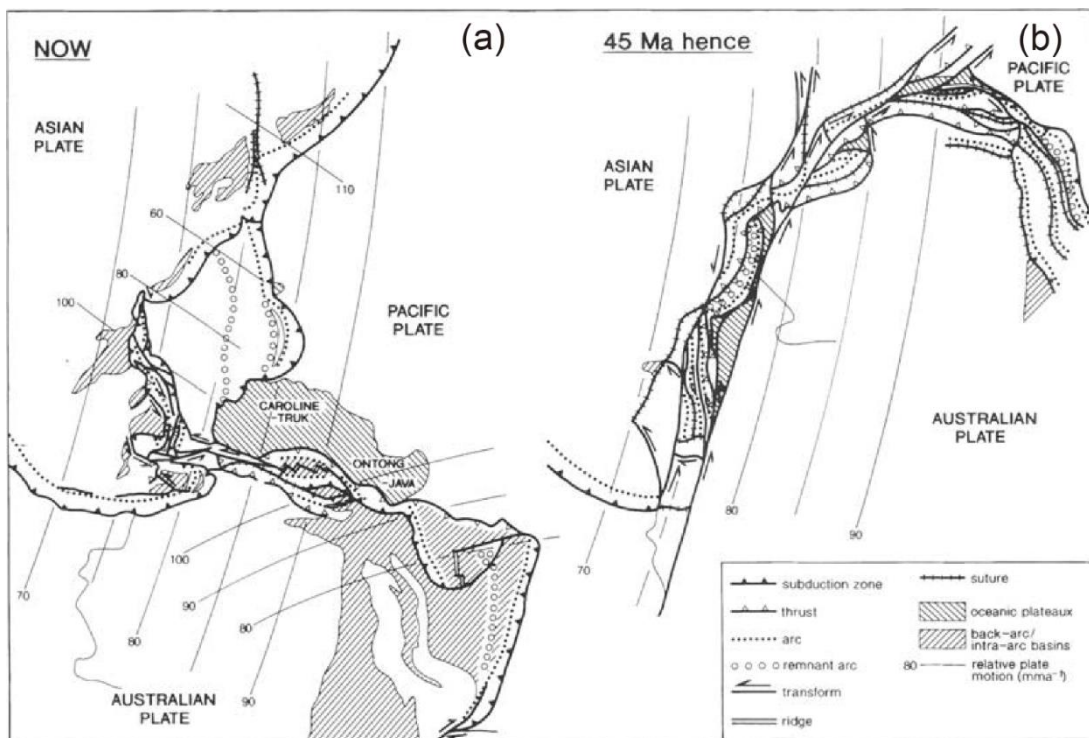 NOW
(a)
ASIAN
PLATE
110
60
80
100
PACIFIC
PLATE
CAROLINE
-TRUK
ONTONG
-JAVA
70
80
90
100
90
80
AUSTRALIAN
PLATE
45 Ma hence
(b)
PACIFIC
PLATE
ASIAN
PLATE
AUSTRALIAN
PLATE
70
80
90
subduction zone
thrust
arc
remnant arc
transform
ridge
suture
oceanic plateaux
back-arc/
intra-arc basins
80
relative plate
motion (mma⁻¹)